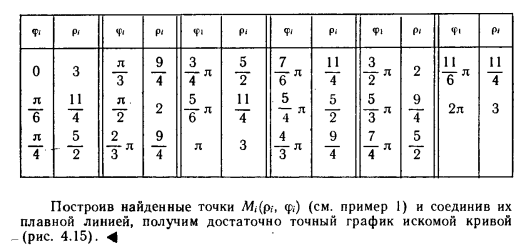 φᵢ ρᵢ φᵢ ρᵢ φᵢ ρᵢ φᵢ ρᵢ φᵢ ρᵢ φᵢ ρᵢ
0 3 π/3 9/4 3/4 π 5/2 7/6 π 11/4 3/2 π 2 11/6 π 11/4
π/6 11/4 π/2 2 5/6 π 11/4 5/4 π 5/2 5/3 π 9/4 2π 3
π/4 5/2 2/3 π 9/4 π 3 4/3 π 9/4 7/4 π 5/2
Построив найденные точки Mᵢ(ρᵢ, φᵢ) (см. пример 1) и соединив их
плавной линией, получим достаточно точный график искомой кривой
(рис. 4.15). ◄